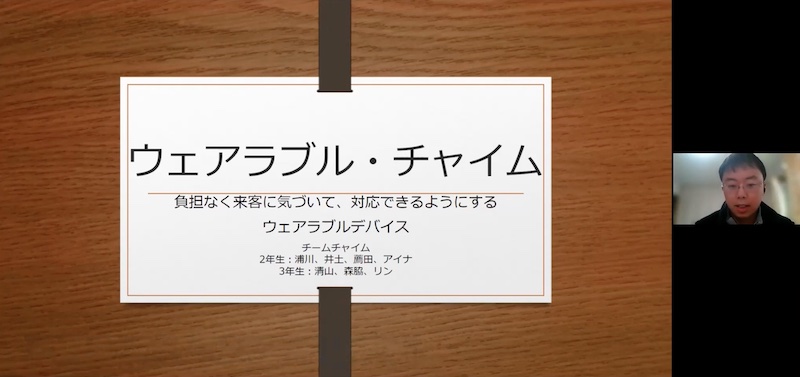 ウェアラブル・チャイム
負担なく来客に気づいて、対応できるようにする
ウェアラブルデバイス
チームチャイム
2年生：浦川、井土、鴈田、アイナ
3年生：清山、森脇、リン